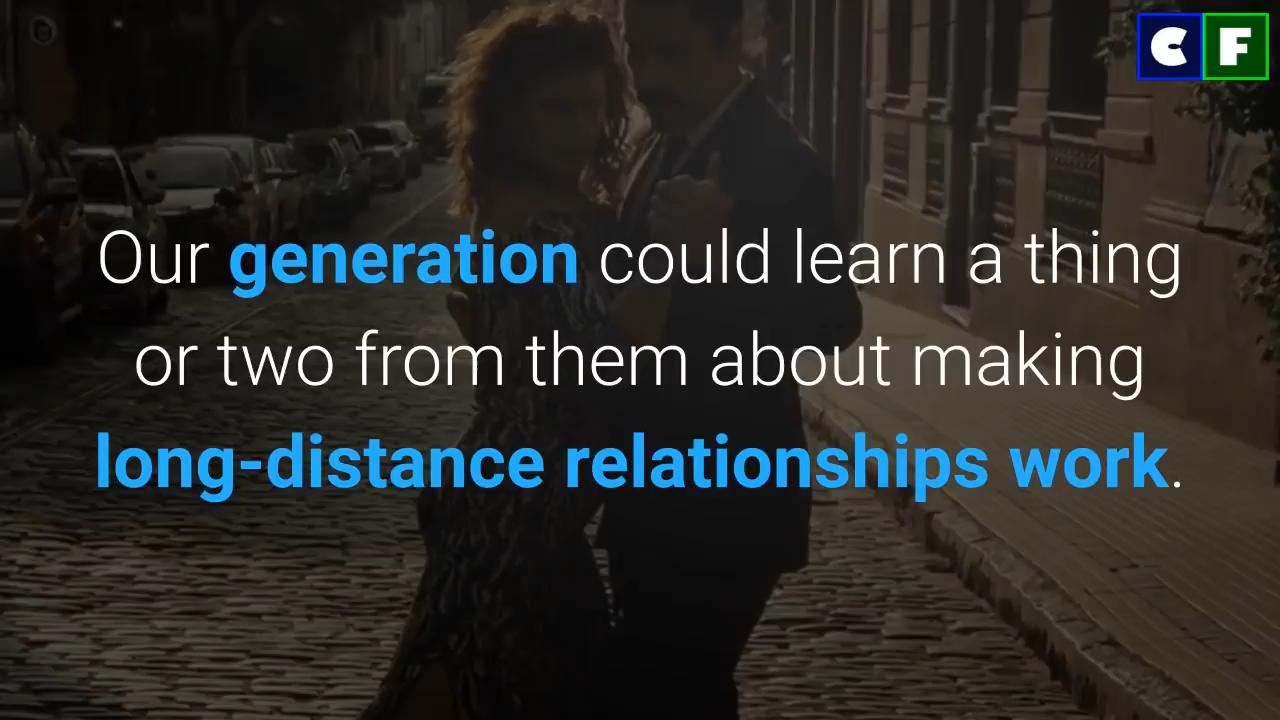 CF
Our generation could learn a thing
or two from them about making
long-distance relationships work.